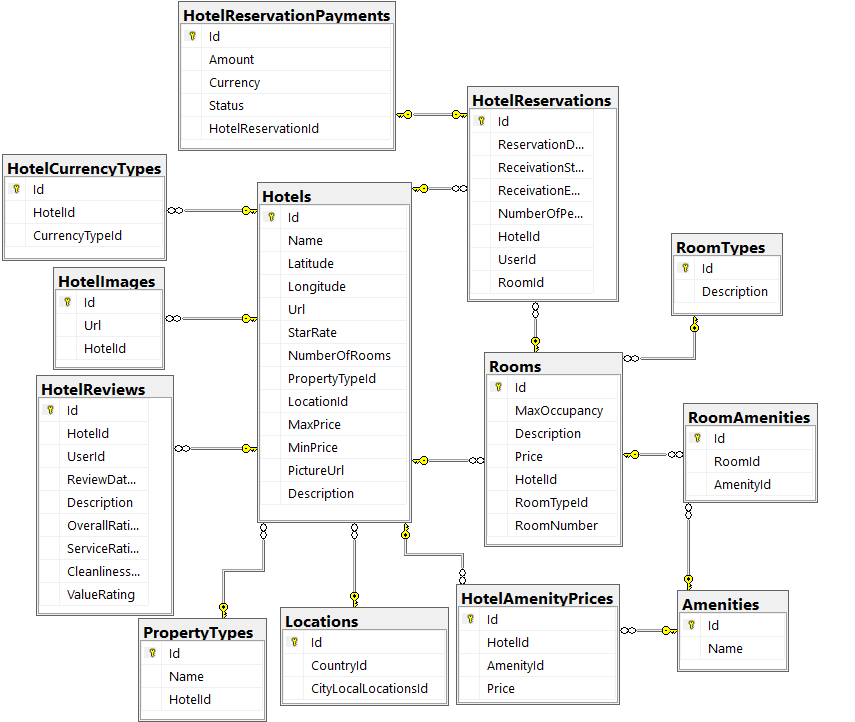 HotelReservationPayments
Id
Amount
Currency
Status
HotelReservationId
HotelReservations
Id
ReservationD...
ReceivationSt...
ReceivationE...
NumberOfPe...
HotelId
UserId
RoomId
HotelCurrencyTypes
Id
HotelId
CurrencyTypeId
Hotels
Id
Name
Latitude
Longitude
Url
StarRate
NumberOfRooms
PropertyTypeId
LocationId
MaxPrice
MinPrice
PictureUrl
Description
RoomTypes
Id
Description
HotelImages
Id
Url
HotelId
Rooms
Id
MaxOccupancy
Description
Price
HotelId
RoomTypeId
RoomNumber
HotelReviews
Id
HotelId
UserId
ReviewDat...
Description
OverallRati...
ServiceRati...
Cleanliness...
ValueRating
RoomAmenities
Id
RoomId
AmenityId
HotelAmenityPrices
Id
HotelId
AmenityId
Price
Amenities
Id
Name
Locations
Id
CountryId
CityLocalLocationsId
PropertyTypes
Id
Name
HotelId